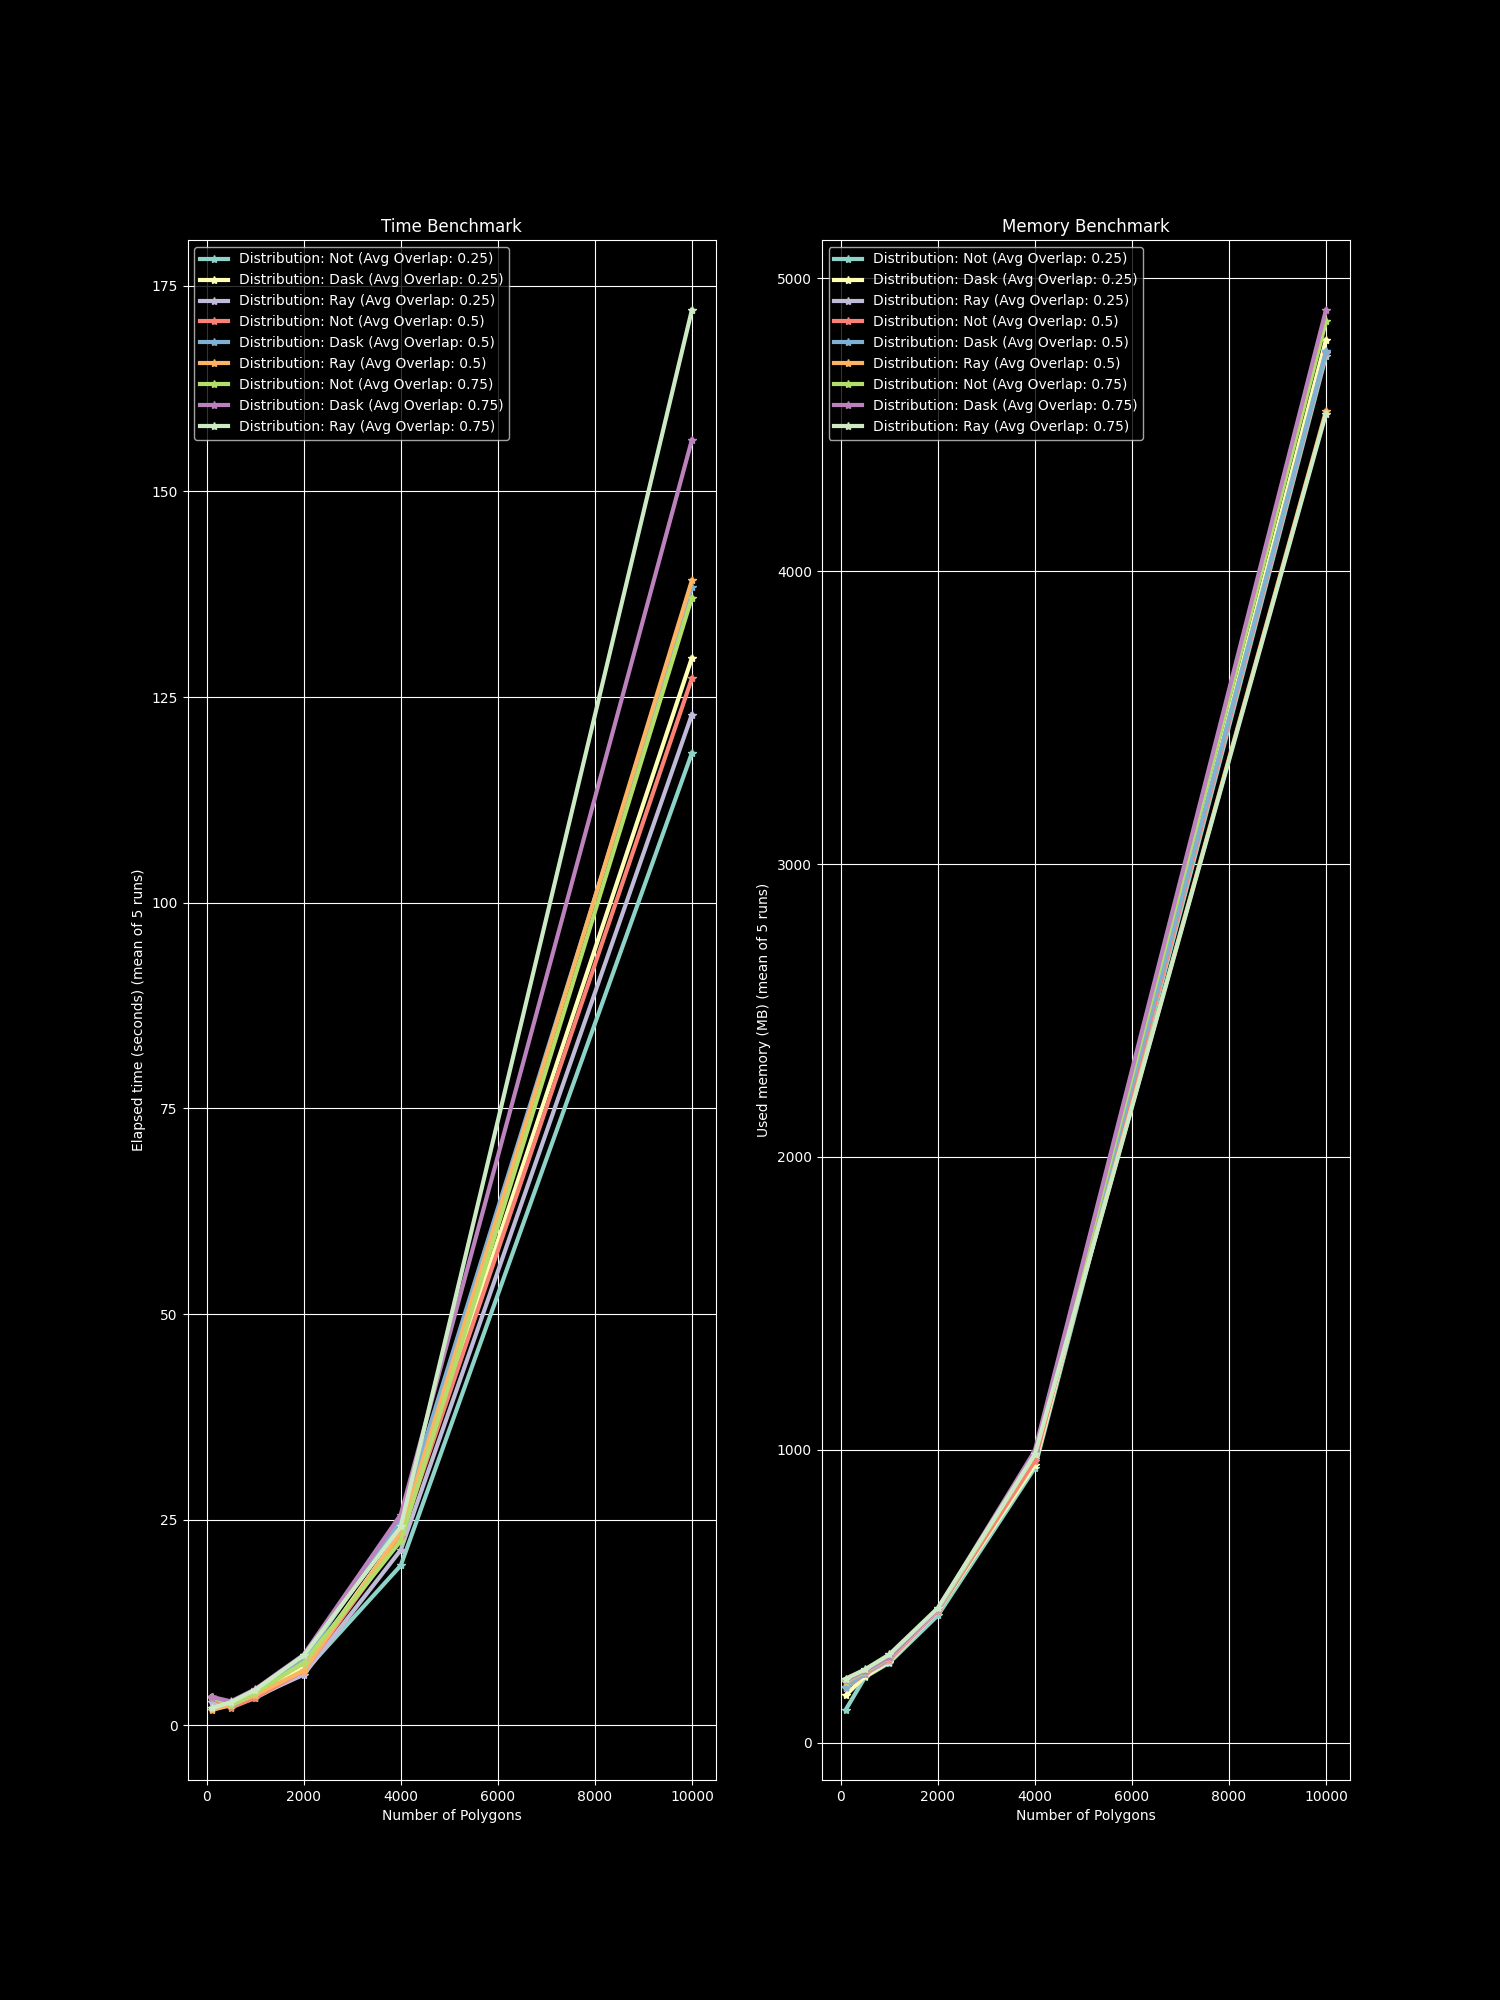 Time Benchmark
Distribution: Not (Avg Overlap: 0.25)
Distribution: Dask (Avg Overlap: 0.25)
Distribution: Ray (Avg Overlap: 0.25)
Distribution: Not (Avg Overlap: 0.5)
Distribution: Dask (Avg Overlap: 0.5)
Distribution: Ray (Avg Overlap: 0.5)
Distribution: Not (Avg Overlap: 0.75)
Distribution: Dask (Avg Overlap: 0.75)
Distribution: Ray (Avg Overlap: 0.75)
175
150
125
100
75
50
25
0
Elapsed time (seconds) (mean of 5 runs)
0 2000 4000 6000 8000 10000
Number of Polygons
Memory Benchmark
Distribution: Not (Avg Overlap: 0.25)
Distribution: Dask (Avg Overlap: 0.25)
Distribution: Ray (Avg Overlap: 0.25)
Distribution: Not (Avg Overlap: 0.5)
Distribution: Dask (Avg Overlap: 0.5)
Distribution: Ray (Avg Overlap: 0.5)
Distribution: Not (Avg Overlap: 0.75)
Distribution: Dask (Avg Overlap: 0.75)
Distribution: Ray (Avg Overlap: 0.75)
5000
4000
3000
2000
1000
0
Used memory (MB) (mean of 5 runs)
0 2000 4000 6000 8000 10000
Number of Polygons